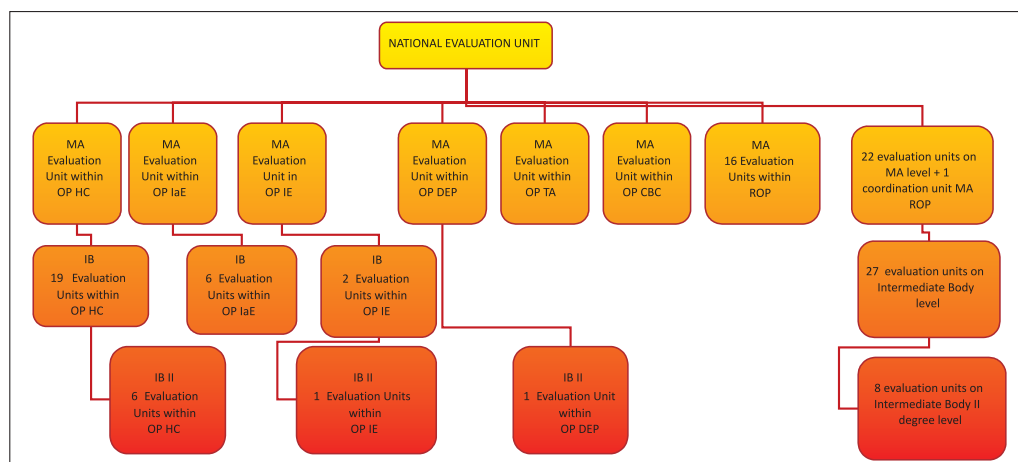 NATIONAL EVALUATION UNIT
MA
Evaluation
Unit within
OP HC
MA
Evaluation
Unit within
OP IaE
MA
Evaluation
Unit in
OP IE
MA
Evaluation
Unit within
OP DEP
MA
Evaluation
Unit within
OP TA
MA
Evaluation
Unit within
OP CBC
MA
16 Evaluation
Units within
ROP
22 evaluation units on
MA level + 1
coordination unit MA
ROP
IB
19 Evaluation
Units within
OP HC
IB
6 Evaluation
Units within
OP IaE
IB
2 Evaluation
Units within
OP IE
27 evaluation units on
Intermediate Body
level
IB II
6 Evaluation
Units within
OP HC
IB II
1 Evaluation Units
within
OP IE
IB II
1 Evaluation Unit
within
OP DEP
8 evaluation units on
Intermediate Body II
degree level